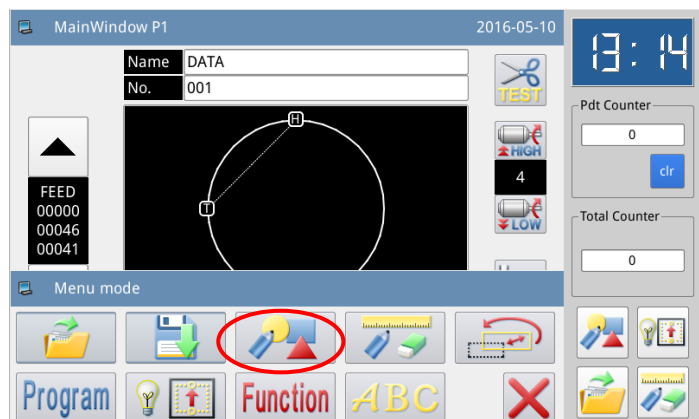 MainWindow P1 2016-05-10
Name DATA
No. 001
TEST
HIGH
4
LOW
FEED
00000
00046
00041
H
T
13:14
Pdt Counter
0
clr
Total Counter
0
Menu mode
Program
Function
ABC